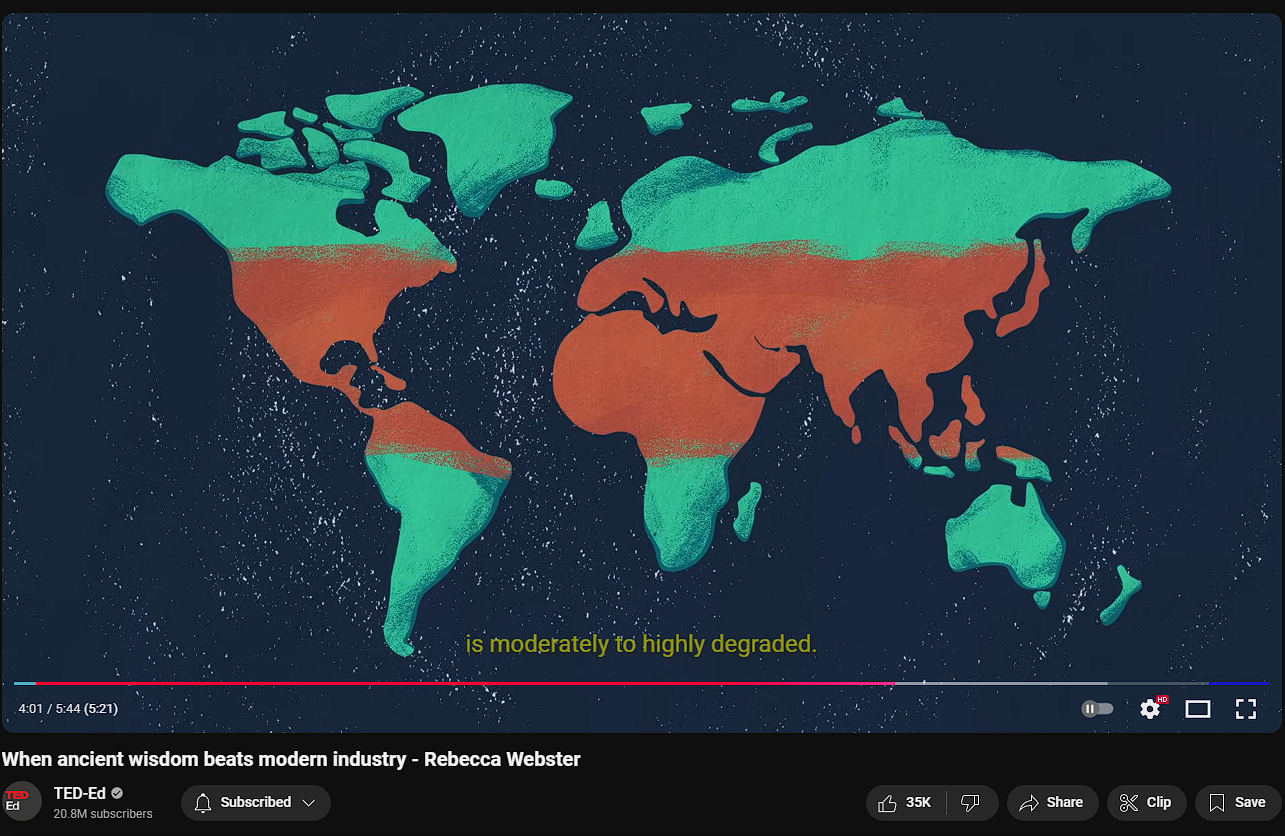 is moderately to highly degraded.
4:01 / 5:44 (5:21)
HD
When ancient wisdom beats modern industry - Rebecca Webster
TED
Ed
TED-Ed
20.8M subscribers
Subscribed
35K
Share
Clip
Save